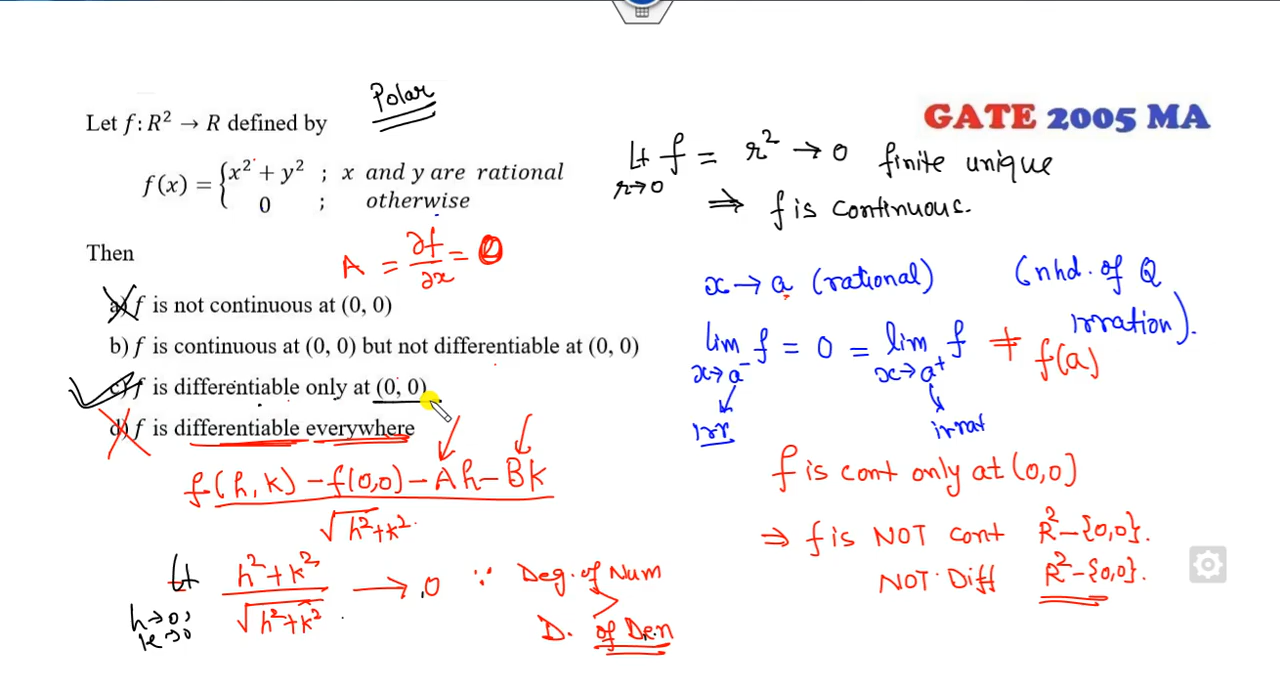 Polar
Let f: R² → R defined by
f(x) = { x² + y² ; x and y are rational
0 ; otherwise
Then
A = ∂f/∂x = 0
a) f is not continuous at (0, 0)
b) f is continuous at (0, 0) but not differentiable at (0, 0)
c) f is differentiable only at (0, 0)
d) f is differentiable everywhere
f(h,k) - f(0,0) - Ah - Bk
√h²+k²
Lt h²+k² / √h²+k² → 0 ∵ Deg. of Num
h→0, k→0
> D. of Den
GATE 2005 MA
Lt f = r² → 0 finite unique
r→0
⇒ f is continuous.
x → a (rational) (nhd. of Q
irration).
lim f = 0 = lim f ≠ f(a)
x→a⁻ x→a⁺
irr irrat
f is cont only at (0,0)
⇒ f is NOT cont R²-{0,0}.
NOT Diff R²-{0,0}.